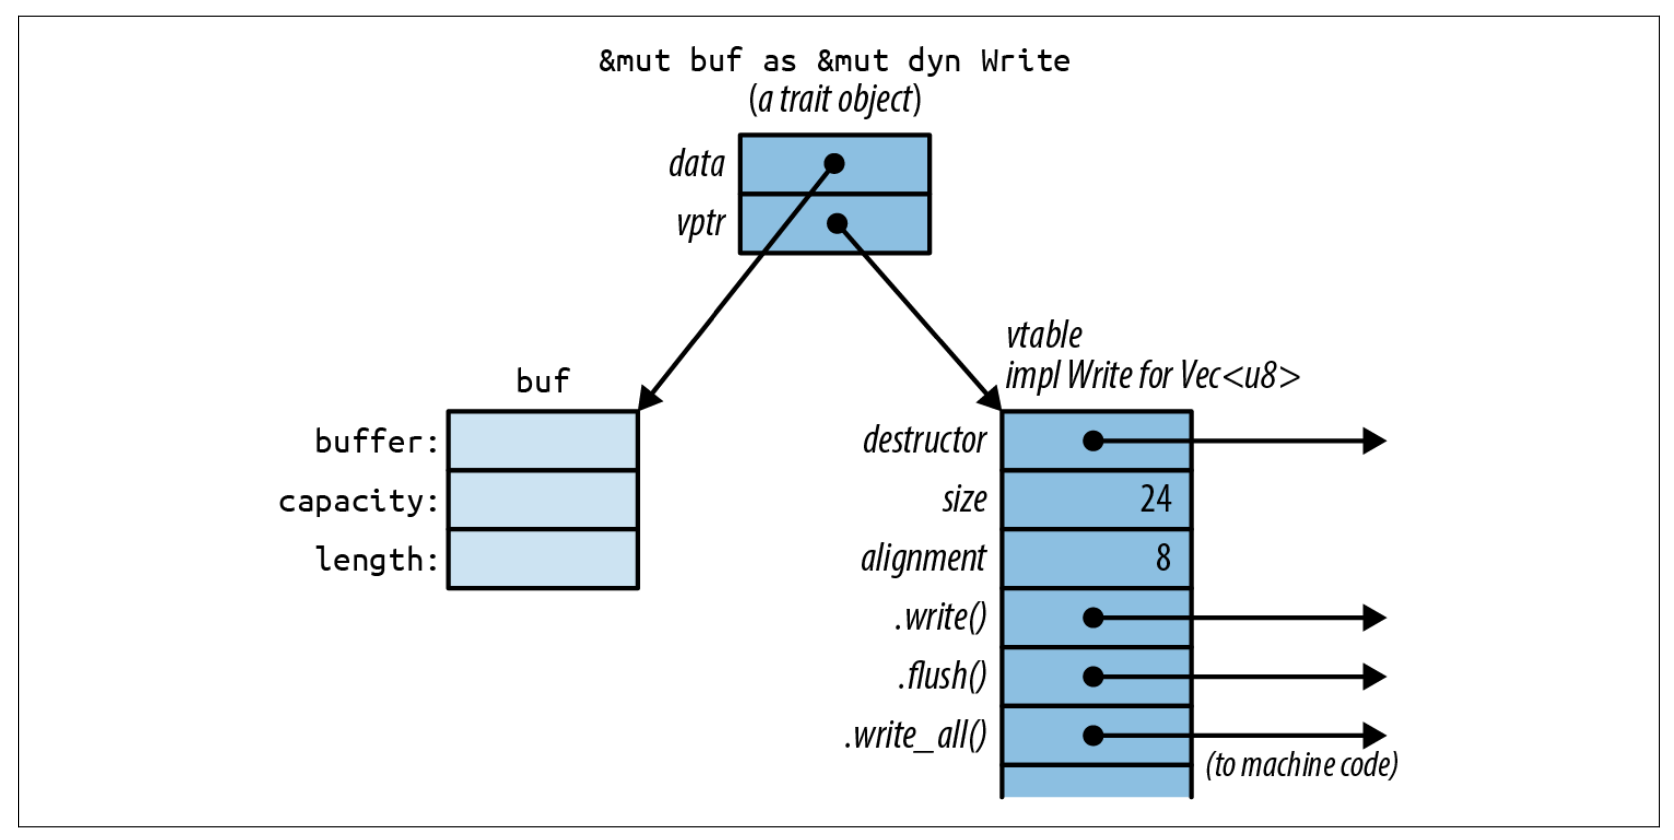 &mut buf as &mut dyn Write
(a trait object)
data
vptr
buf
buffer:
capacity:
length:
vtable
impl Write for Vec<u8>
destructor
size 24
alignment 8
.write()
.flush()
.write_all()
(to machine code)